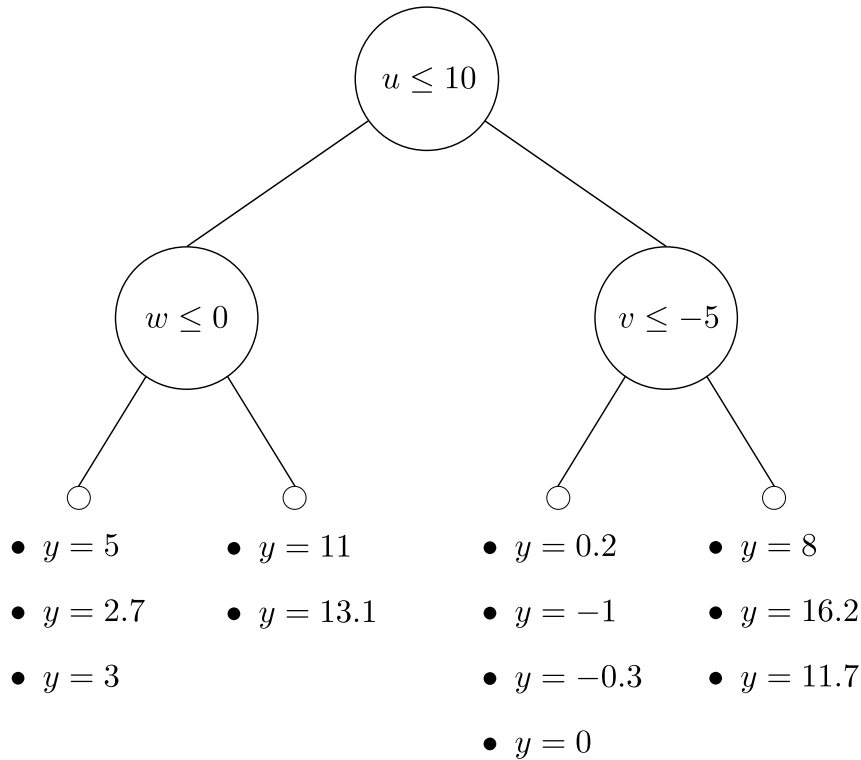 u ≤ 10
w ≤ 0
v ≤ −5
• y = 5
• y = 2.7
• y = 3
• y = 11
• y = 13.1
• y = 0.2
• y = −1
• y = −0.3
• y = 0
• y = 8
• y = 16.2
• y = 11.7